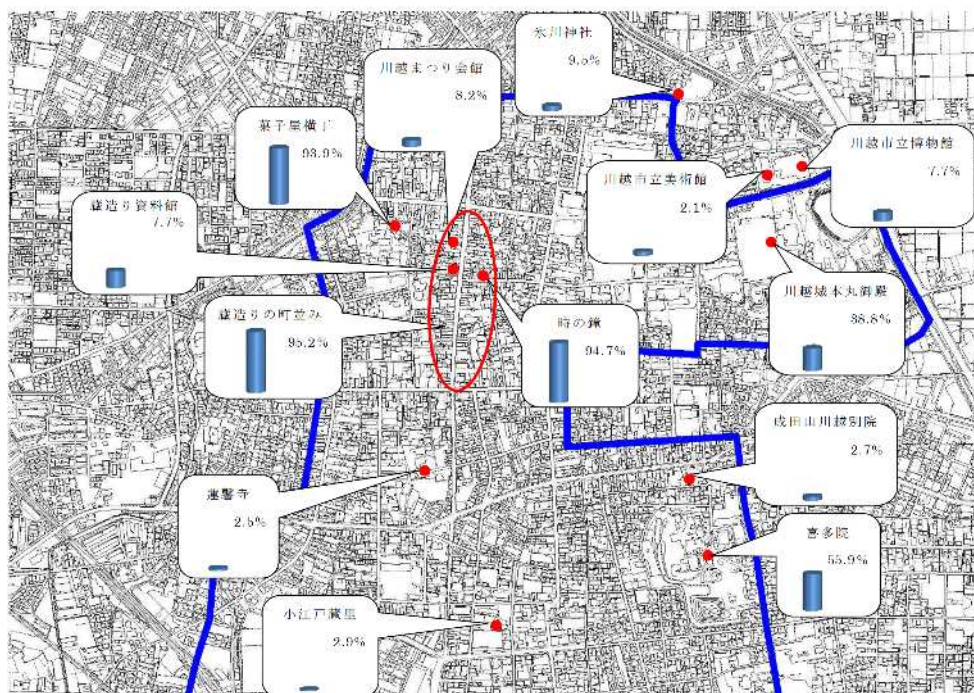 氷川神社
9.5%
川越まつり会館
8.2%
菓子屋横丁
93.9%
川越市立博物館
7.7%
川越市立美術館
2.1%
蔵造り資料館
7.7%
川越城本丸御殿
38.8%
蔵造りの町並み
95.2%
時の鐘
94.7%
成田山川越別院
2.7%
蓮馨寺
2.5%
喜多院
55.9%
小江戸蔵里
2.9%